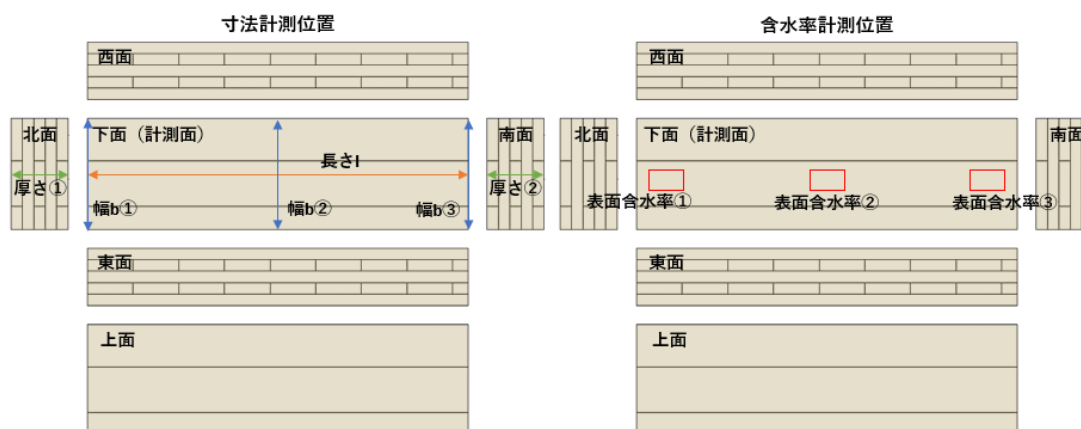 寸法計測位置
西面
北面
下面（計測面）
南面
長さl
厚さ①
厚さ②
幅b①
幅b②
幅b③
東面
上面
含水率計測位置
西面
北面
下面（計測面）
南面
表面含水率①
表面含水率②
表面含水率③
東面
上面